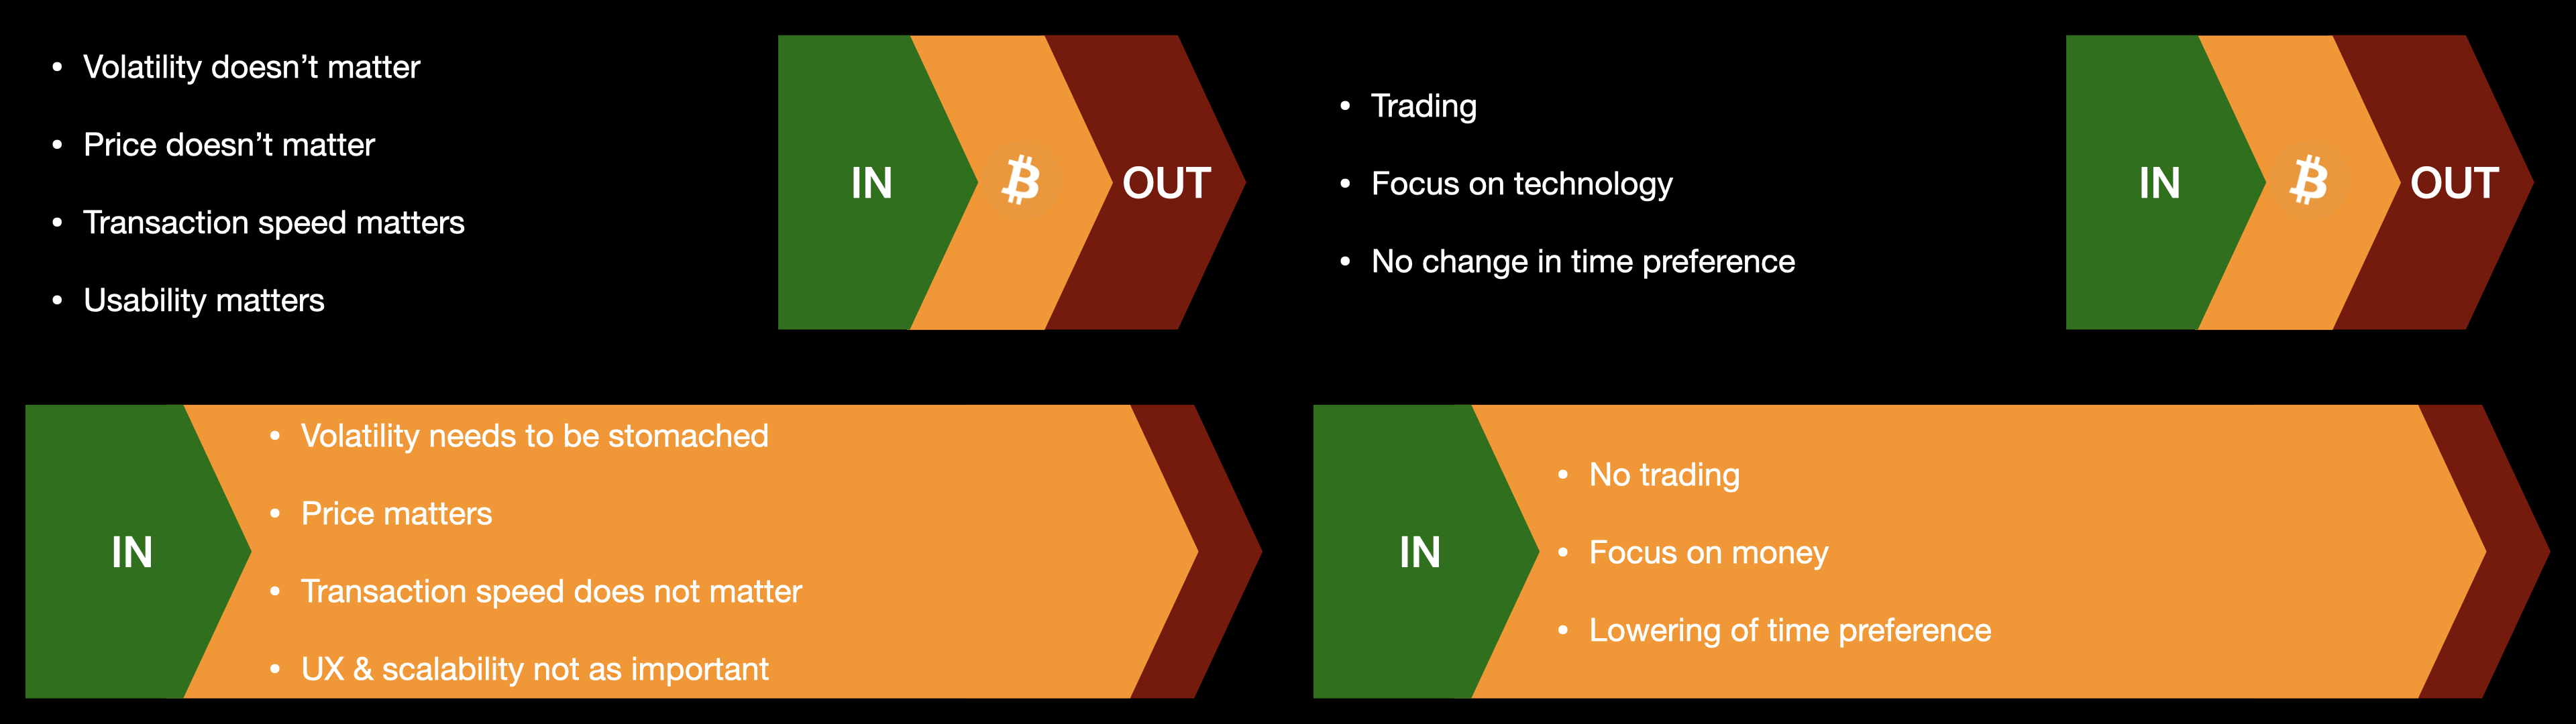 • Volatility doesn’t matter
• Price doesn’t matter
• Transaction speed matters
• Usability matters
IN
₿
OUT
• Trading
• Focus on technology
• No change in time preference
IN
₿
OUT
IN
• Volatility needs to be stomached
• Price matters
• Transaction speed does not matter
• UX & scalability not as important
IN
• No trading
• Focus on money
• Lowering of time preference